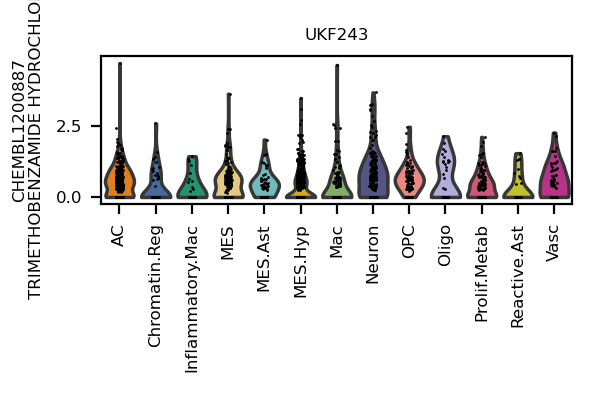 UKF243
CHEMBL1200887
TRIMETHOBENZAMIDE HYDROCHLO
2.5
0.0
AC
Chromatin.Reg
Inflammatory.Mac
MES
MES.Ast
MES.Hyp
Mac
Neuron
OPC
Oligo
Prolif.Metab
Reactive.Ast
Vasc